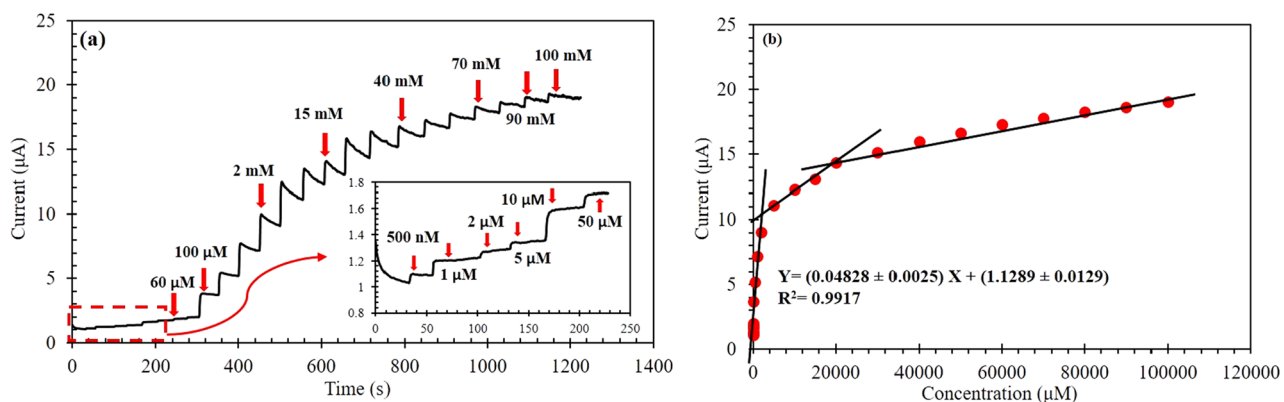 (a)
Current (µA)
25
20
15
10
5
0
60 µM
100 µM
2 mM
15 mM
40 mM
70 mM
90 mM
100 mM
0 200 400 600 800 1000 1200 1400
Time (s)
1.8
1.6
1.4
1.2
1.0
0.8
500 nM
1 µM
2 µM
5 µM
10 µM
50 µM
0 50 100 150 200 250
(b)
Current (µA)
25
20
15
10
5
0
Y= (0.04828 ± 0.0025) X + (1.1289 ± 0.0129)
R²= 0.9917
0 20000 40000 60000 80000 100000 120000
Concentration (µM)